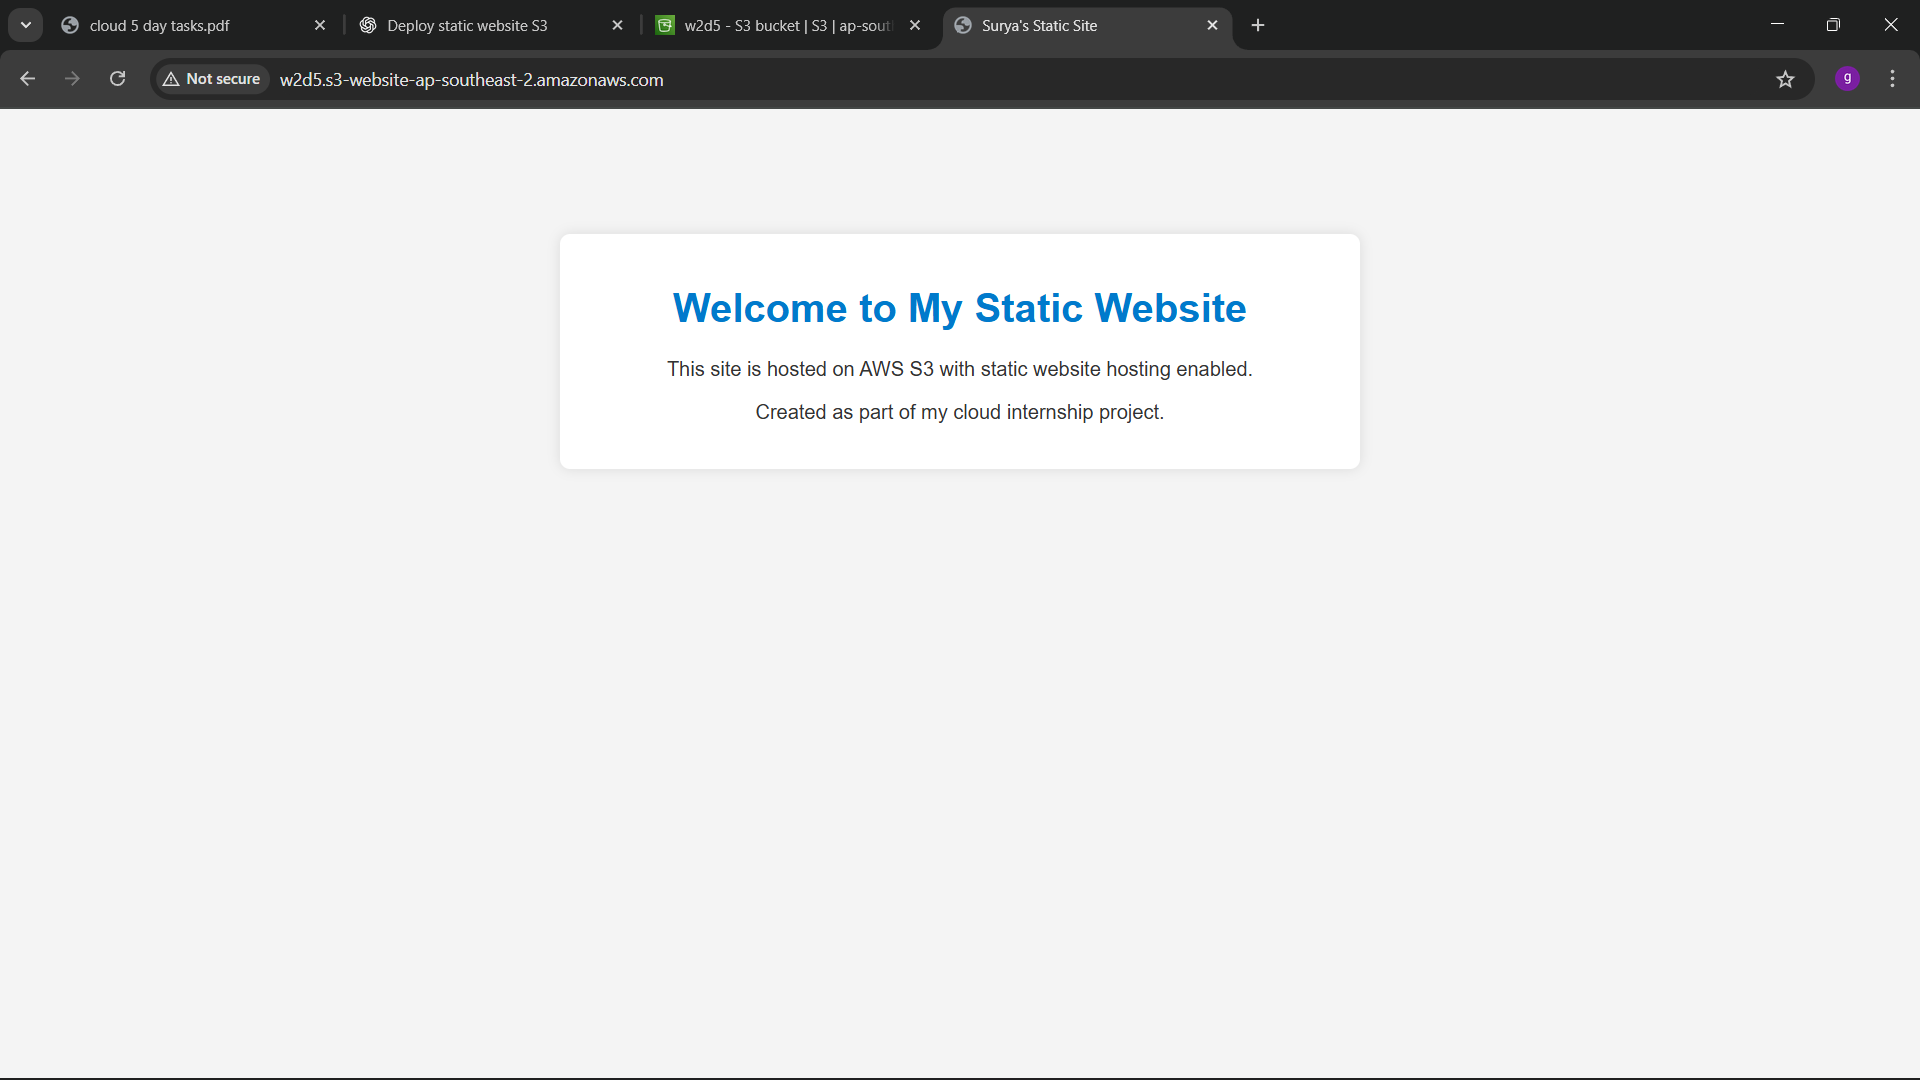 cloud 5 day tasks.pdf
Deploy static website S3
w2d5 - S3 bucket | S3 | ap-sout
Surya's Static Site
Not secure
w2d5.s3-website-ap-southeast-2.amazonaws.com
g
Welcome to My Static Website
This site is hosted on AWS S3 with static website hosting enabled.
Created as part of my cloud internship project.